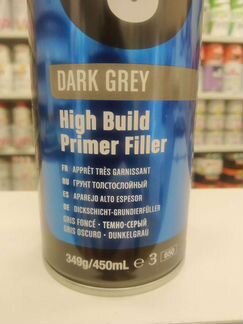 DARK GREY
High Build
Primer Filler
FR APPRÊT TRÈS GARNISSANT
RU ГРУНТ ТОЛСТОСЛОЙНЫЙ
ES APAREJO ALTO ESPESOR
DE DICKSCHICHT-GRUNDIERFÜLLER
GRIS FONCÉ • ТЕМНО-СЕРЫЙ
GRIS OSCURO • DUNKELGRAU
349g/450mL ℮ 3 650